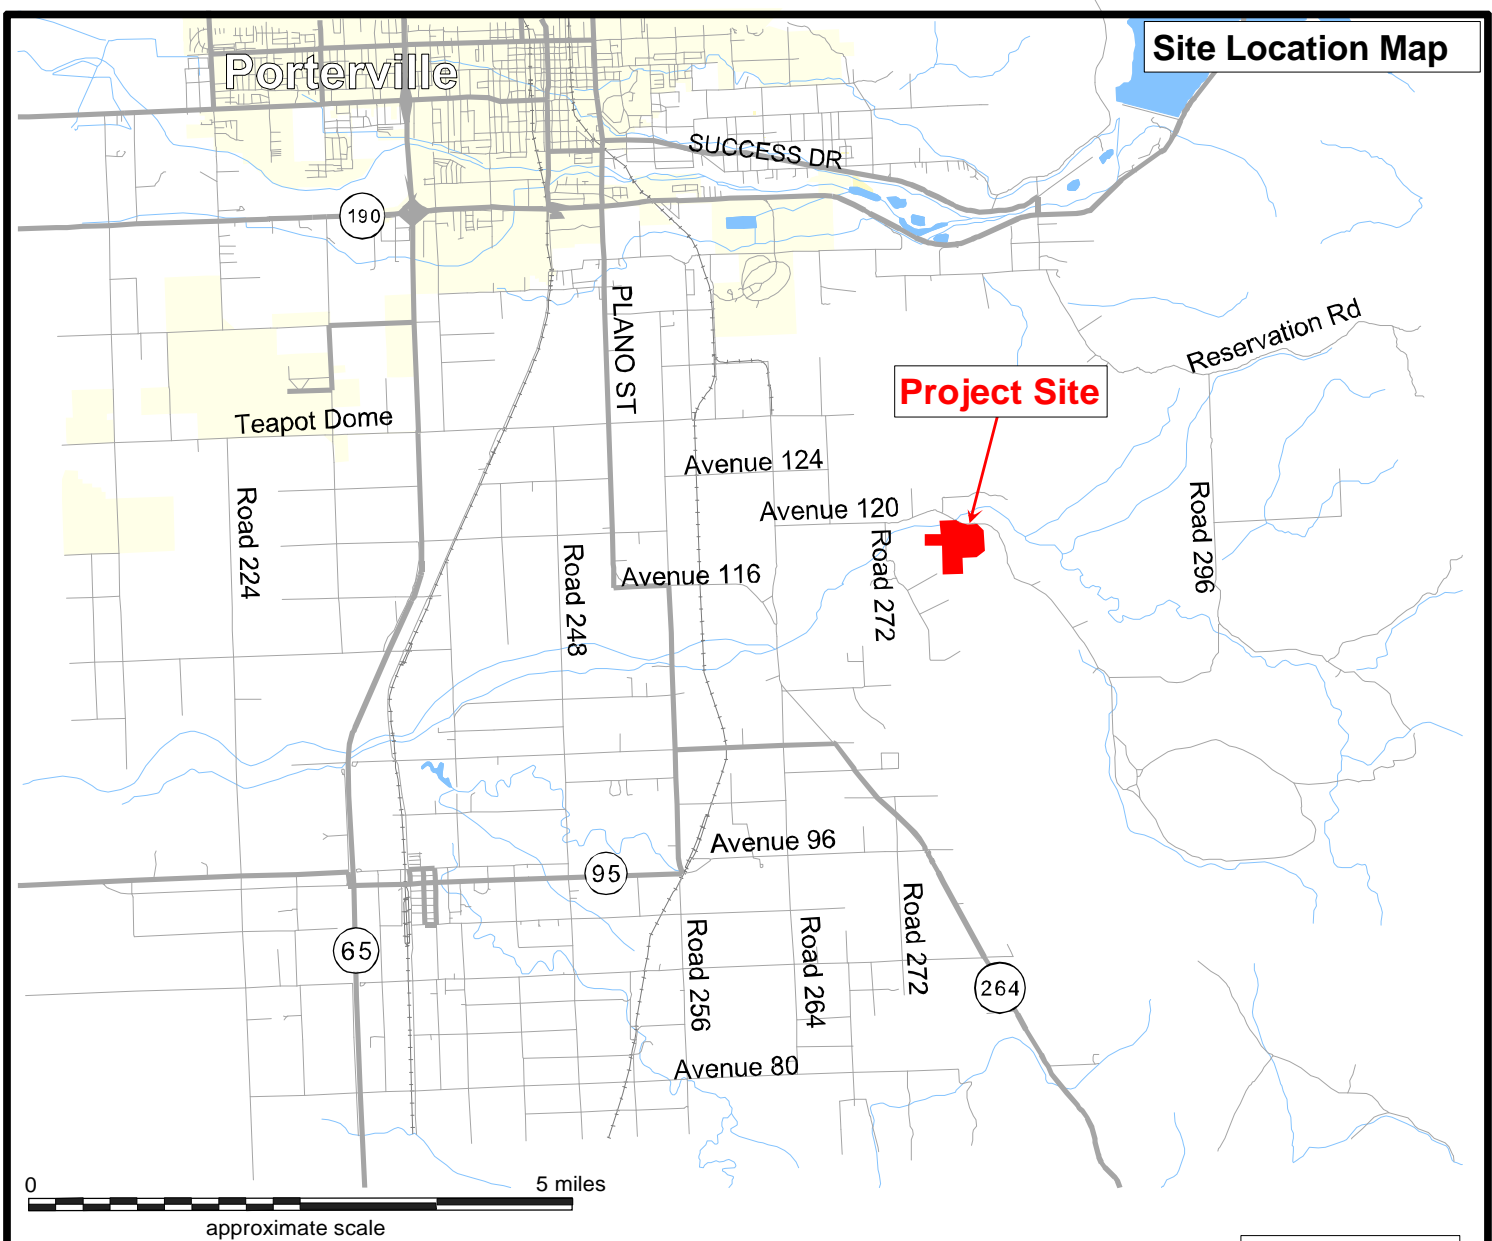 Site Location Map
Porterville
SUCCESS DR
190
PLANO ST
Reservation Rd
Project Site
Teapot Dome
Avenue 124
Avenue 120
Road 224
Road 248
Avenue 116
Road 272
Road 296
Avenue 96
95
65
Road 256
Road 264
Road 272
264
Avenue 80
0
5 miles
approximate scale